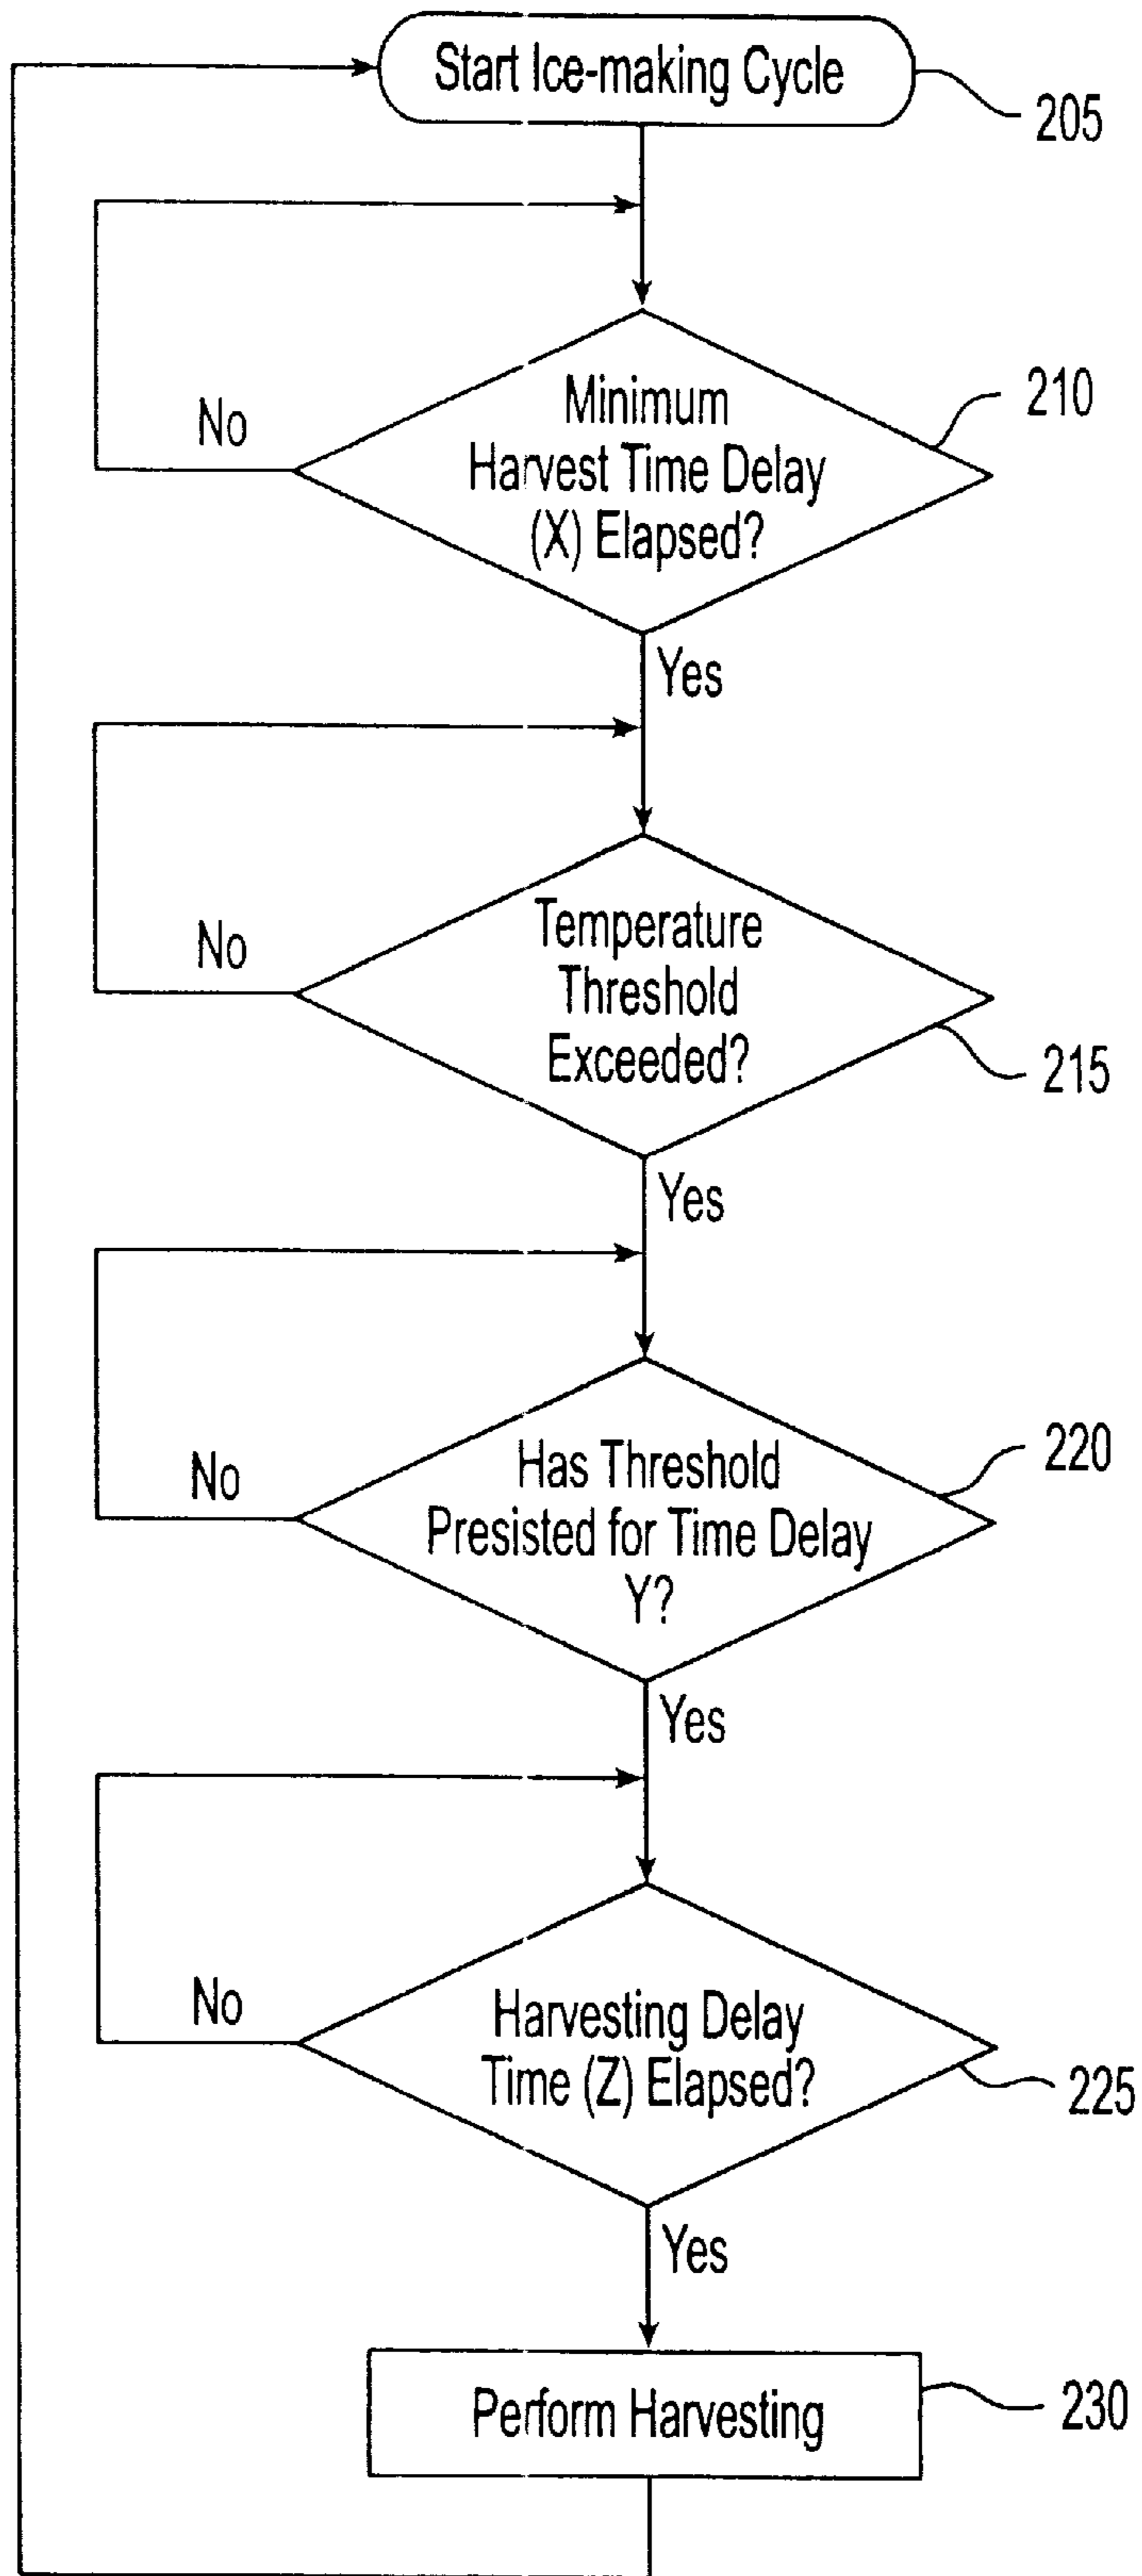 Start Ice-making Cycle
205
Minimum
Harvest Time Delay
(X) Elapsed?
210
No
Yes
Temperature
Threshold
Exceeded?
No
215
Yes
Has Threshold
Presisted for Time Delay
Y?
220
No
Yes
Harvesting Delay
Time (Z) Elapsed?
No
225
Yes
Perform Harvesting
230